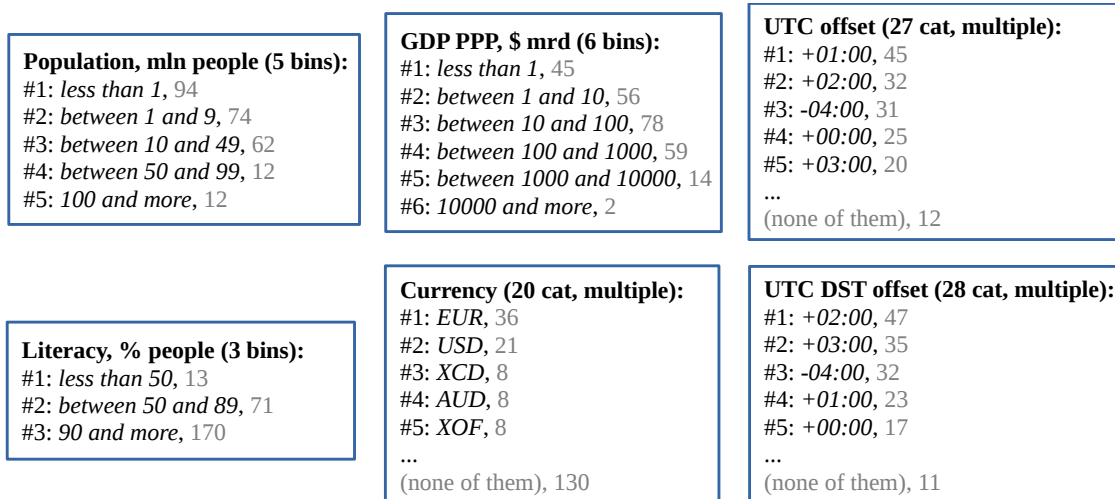 Population, mln people (5 bins):
#1: less than 1, 94
#2: between 1 and 9, 74
#3: between 10 and 49, 62
#4: between 50 and 99, 12
#5: 100 and more, 12
GDP PPP, $ mrd (6 bins):
#1: less than 1, 45
#2: between 1 and 10, 56
#3: between 10 and 100, 78
#4: between 100 and 1000, 59
#5: between 1000 and 10000, 14
#6: 10000 and more, 2
UTC offset (27 cat, multiple):
#1: +01:00, 45
#2: +02:00, 32
#3: -04:00, 31
#4: +00:00, 25
#5: +03:00, 20
...
(none of them), 12
Literacy, % people (3 bins):
#1: less than 50, 13
#2: between 50 and 89, 71
#3: 90 and more, 170
Currency (20 cat, multiple):
#1: EUR, 36
#2: USD, 21
#3: XCD, 8
#4: AUD, 8
#5: XOF, 8
...
(none of them), 130
UTC DST offset (28 cat, multiple):
#1: +02:00, 47
#2: +03:00, 35
#3: -04:00, 32
#4: +01:00, 23
#5: +00:00, 17
...
(none of them), 11